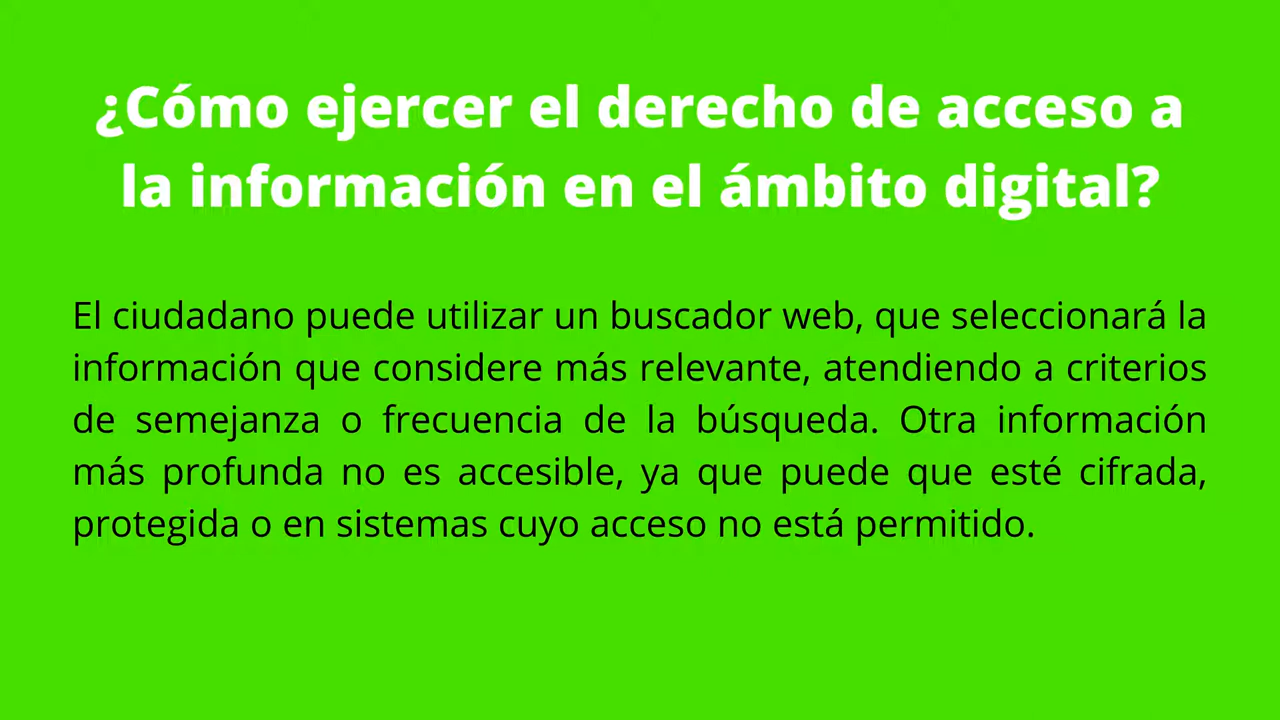 ¿Cómo ejercer el derecho de acceso a
la información en el ámbito digital?
El ciudadano puede utilizar un buscador web, que seleccionará la
información que considere más relevante, atendiendo a criterios
de semejanza o frecuencia de la búsqueda. Otra información
más profunda no es accesible, ya que puede que esté cifrada,
protegida o en sistemas cuyo acceso no está permitido.